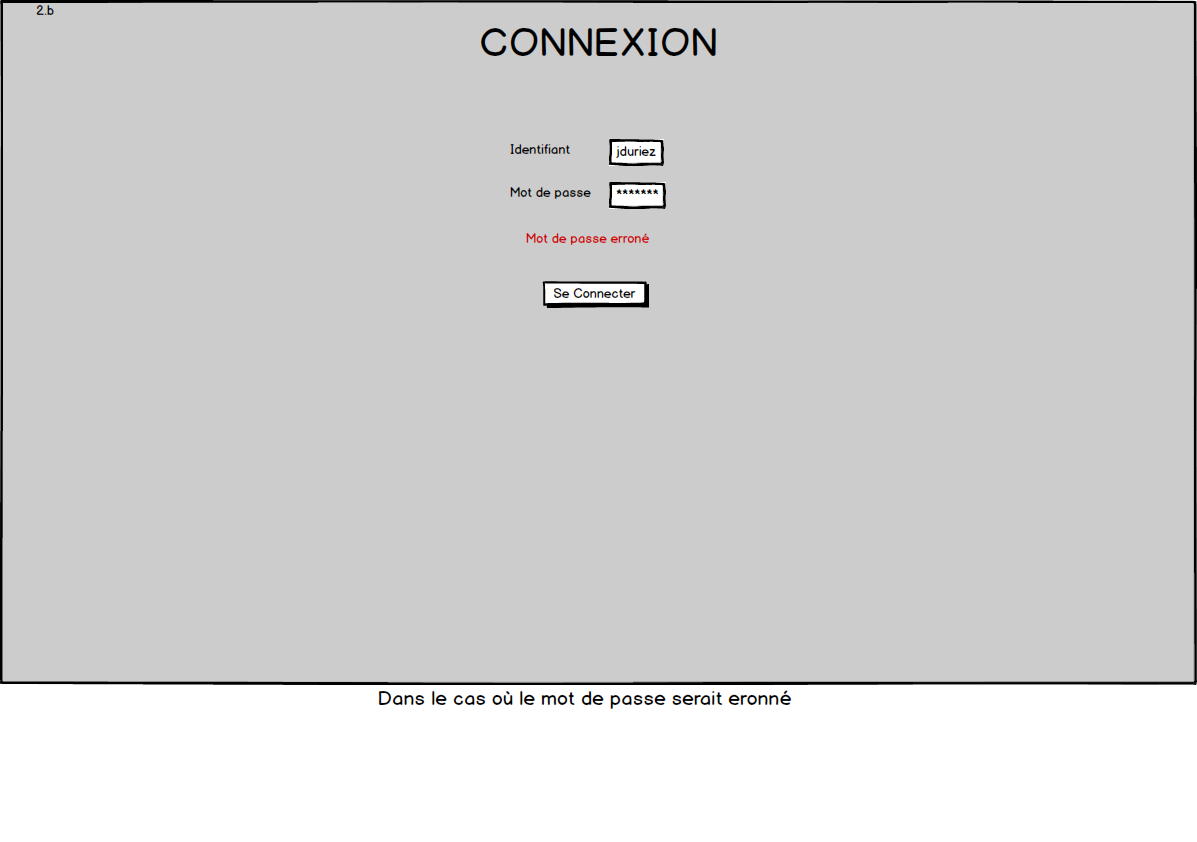 2.b
CONNEXION
Identifiant jduriez
Mot de passe *******
Mot de passe erroné
Se Connecter
Dans le cas où le mot de passe serait eronné